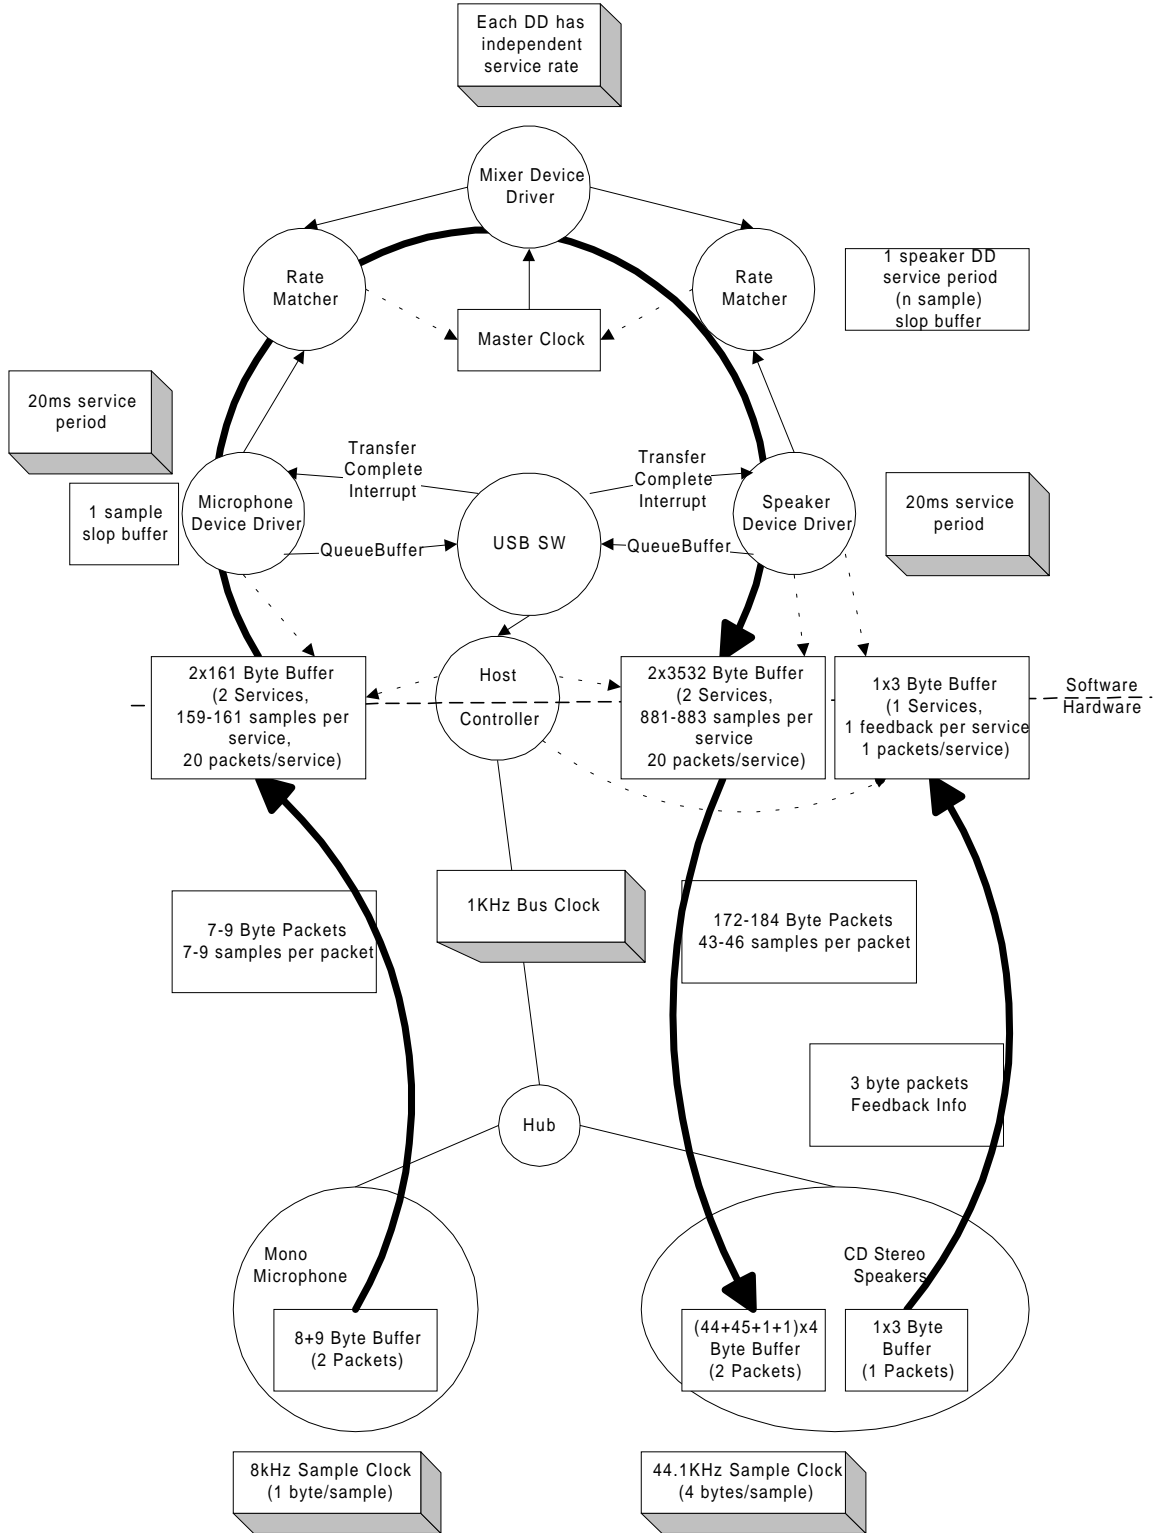 Each DD has
independent
service rate
Mixer Device
Driver
Rate
Matcher
Rate
Matcher
1 speaker DD
service period
(n sample)
slop buffer
Master Clock
20ms service
period
Transfer
Complete
Interrupt
Transfer
Complete
Interrupt
1 sample
slop buffer
Microphone
Device Driver
QueueBuffer
USB SW
QueueBuffer
Speaker
Device Driver
20ms service
period
2x161 Byte Buffer
(2 Services,
159-161 samples per
service,
20 packets/service)
Host
Controller
2x3532 Byte Buffer
(2 Services,
881-883 samples per
service
20 packets/service)
1x3 Byte Buffer
(1 Services,
1 feedback per service
1 packets/service)
Software
Hardware
7-9 Byte Packets
7-9 samples per packet
1KHz Bus Clock
172-184 Byte Packets
43-46 samples per packet
3 byte packets
Feedback Info
Hub
Mono
Microphone
8+9 Byte Buffer
(2 Packets)
CD Stereo
Speakers
(44+45+1+1)x4
Byte Buffer
(2 Packets)
1x3 Byte
Buffer
(1 Packets)
8kHz Sample Clock
(1 byte/sample)
44.1KHz Sample Clock
(4 bytes/sample)